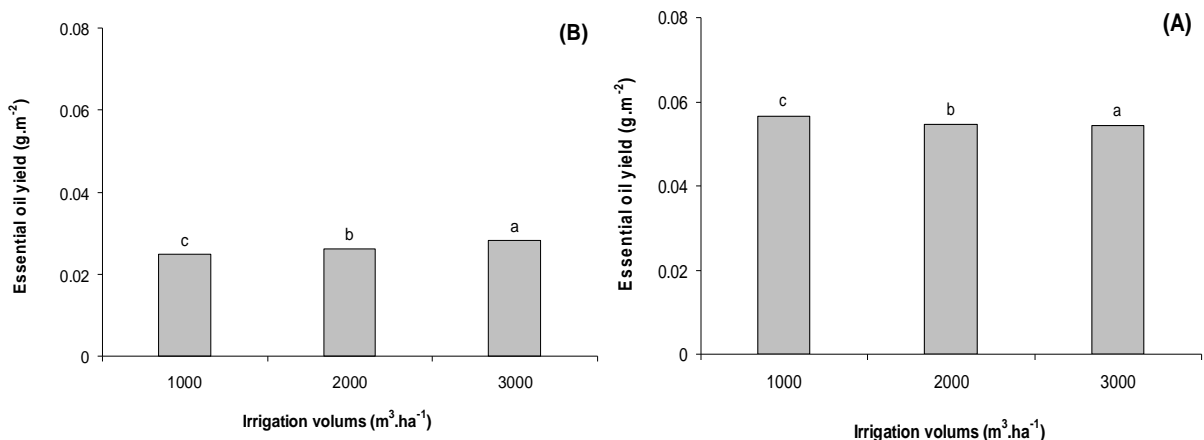 (B)
Essential oil yield (g.m-2)
0.08
0.06
0.04
0.02
0
c
b
a
1000
2000
3000
Irrigation volums (m3.ha-1)
(A)
Essential oil yield (g.m-2)
0.08
0.06
0.04
0.02
0
c
b
a
1000
2000
3000
Irrigation volums (m3.ha-1)